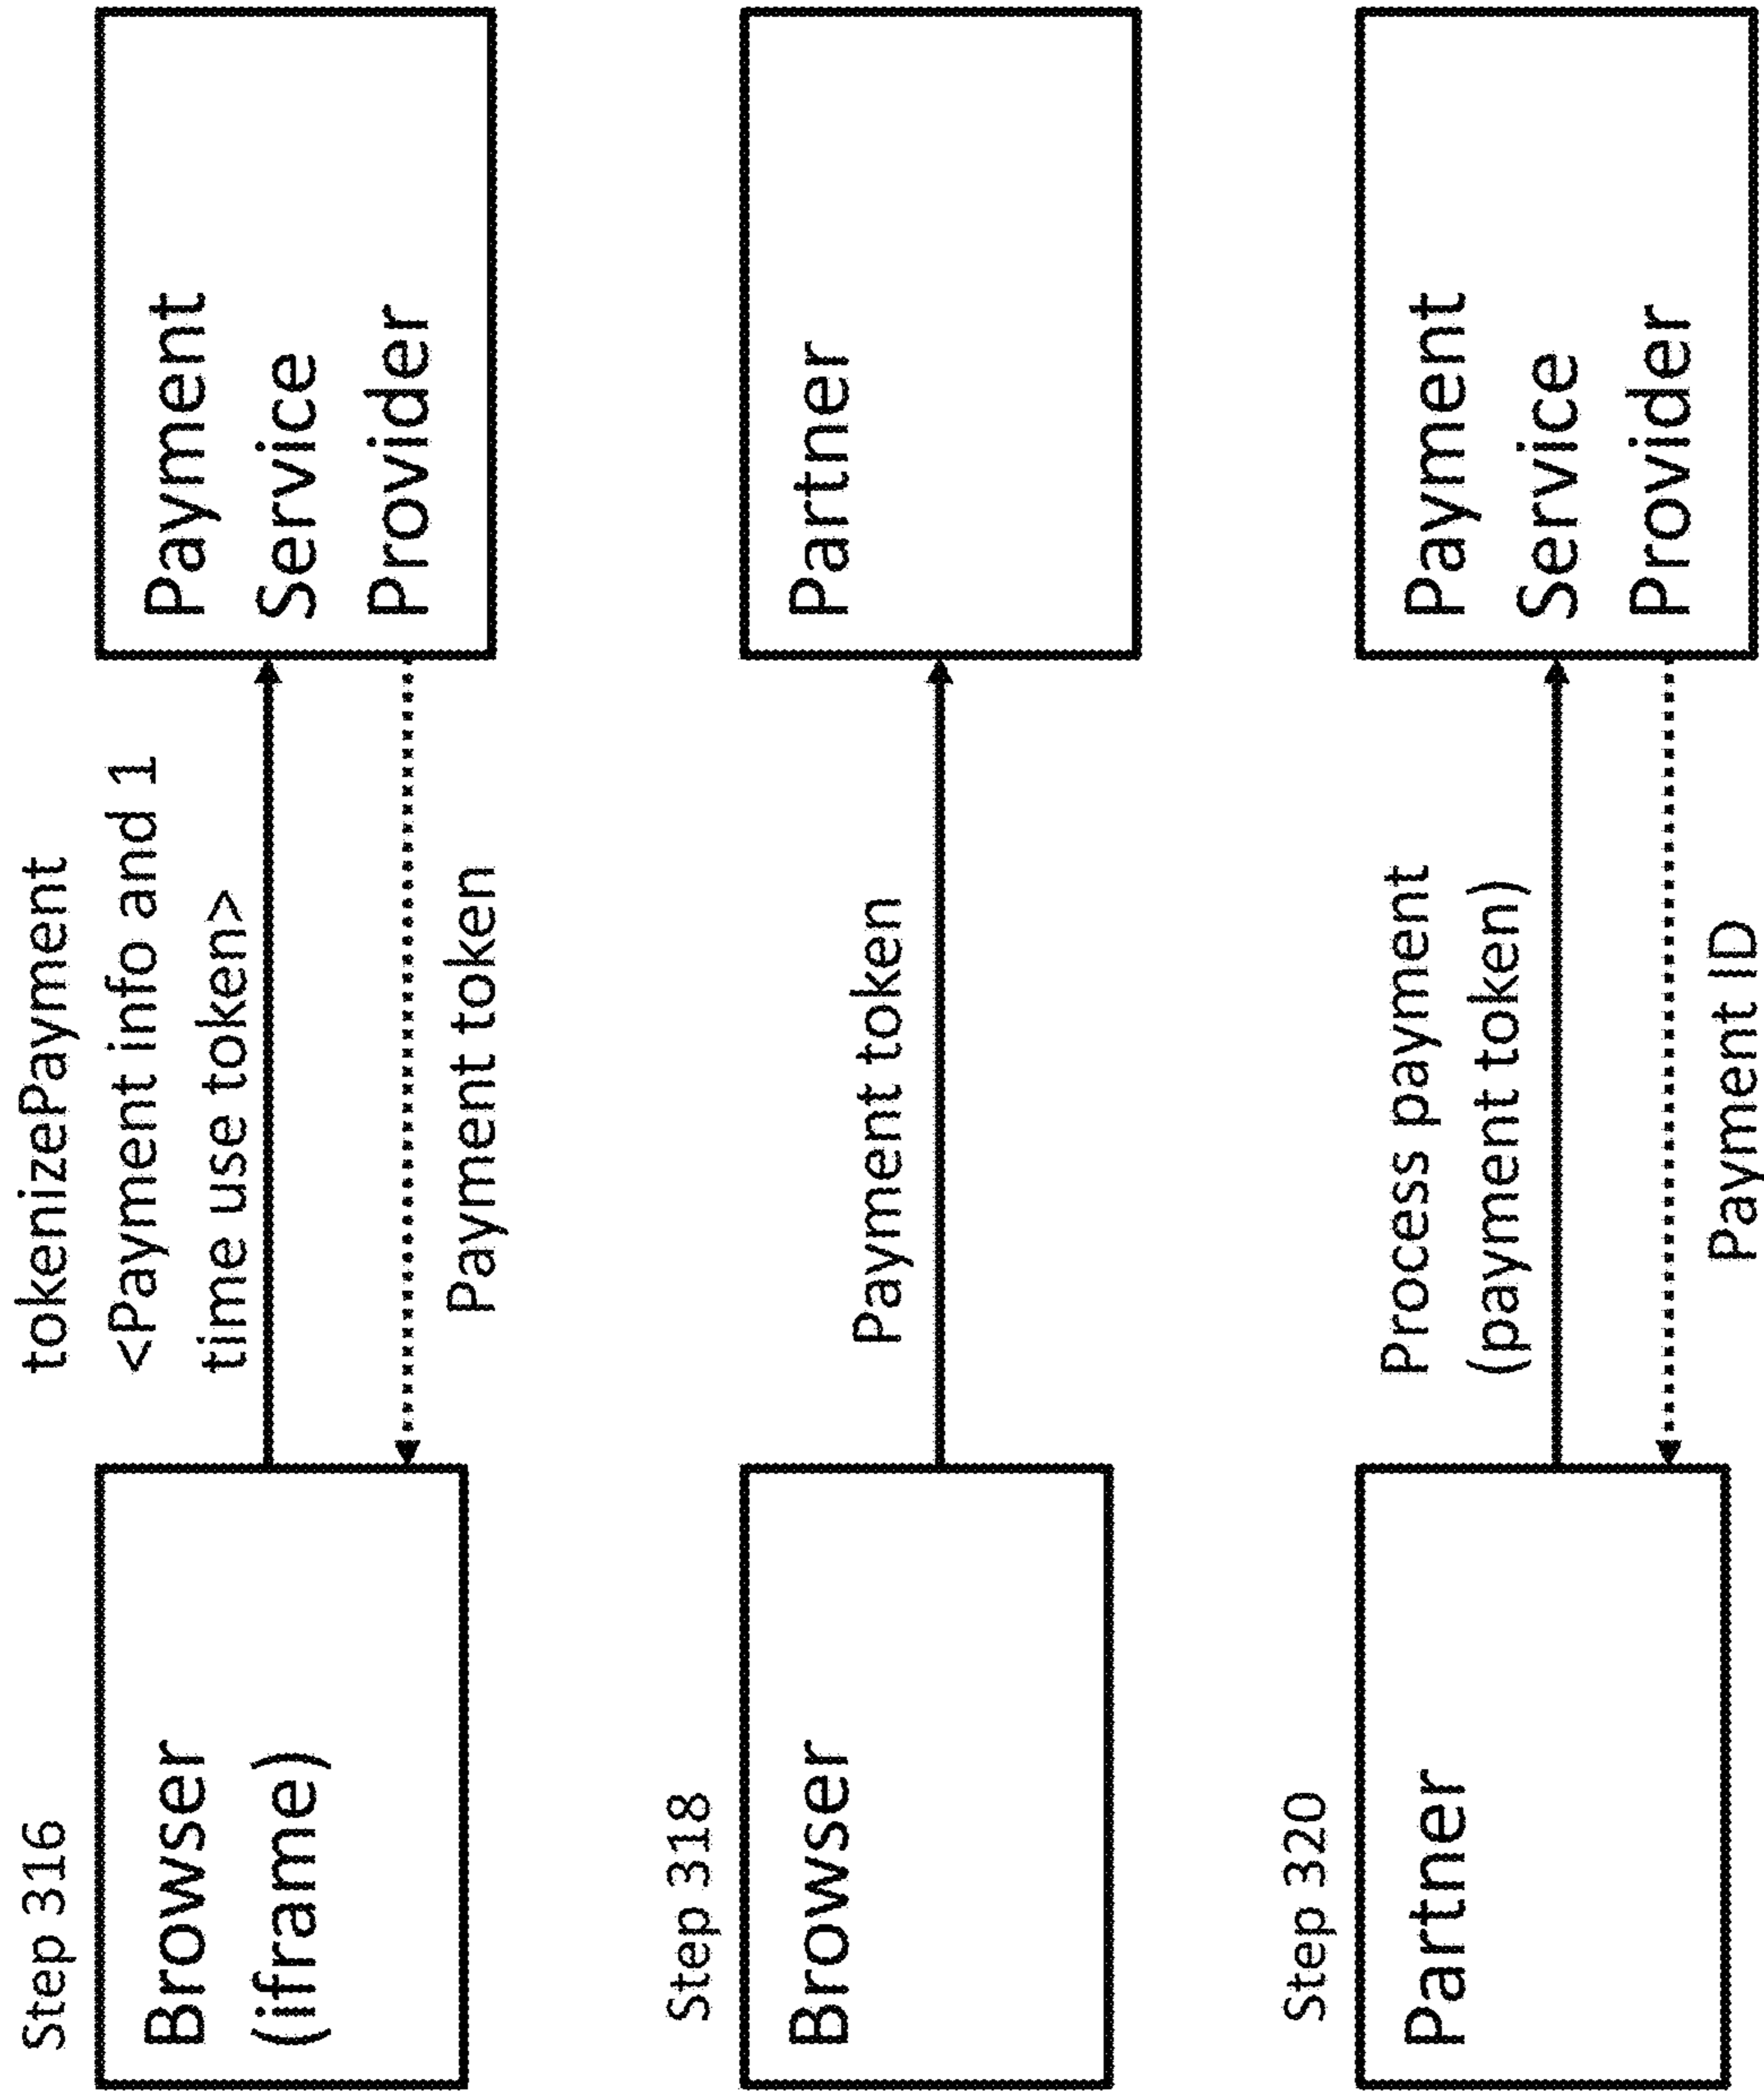 Step 316
Browser
(iframe)
tokenizePayment
<Payment info and 1
time use token>
Payment token
Payment
Service
Provider
Step 318
Browser
Payment token
Partner
Step 320
Partner
Process payment
(payment token)
Payment ID
Payment
Service
Provider